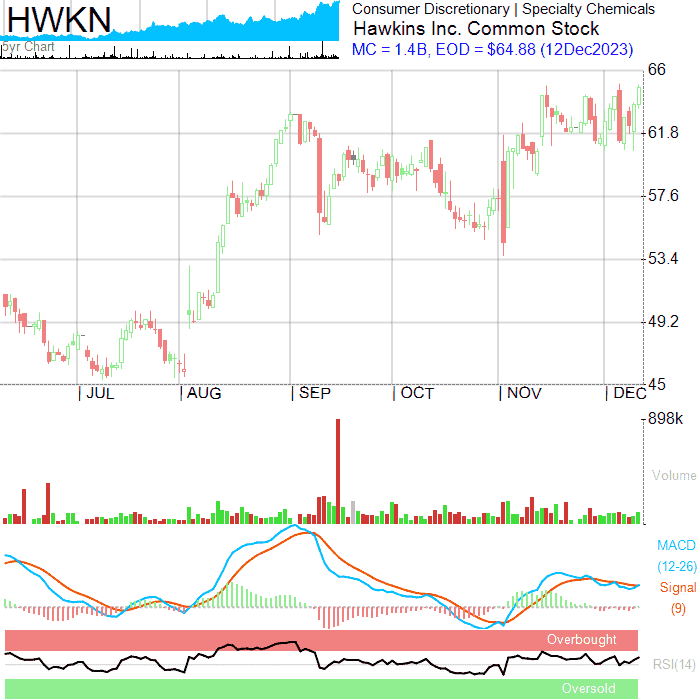 HWKN
5yr Chart
Consumer Discretionary | Specialty Chemicals
Hawkins Inc. Common Stock
MC = 1.4B, EOD = $64.88 (12Dec2023)
66
61.8
57.6
53.4
49.2
45
| JUL
| AUG
| SEP
| OCT
| NOV
| DEC
898k
Volume
MACD
(12-26)
Signal
(9)
Overbought
RSI(14)
Oversold